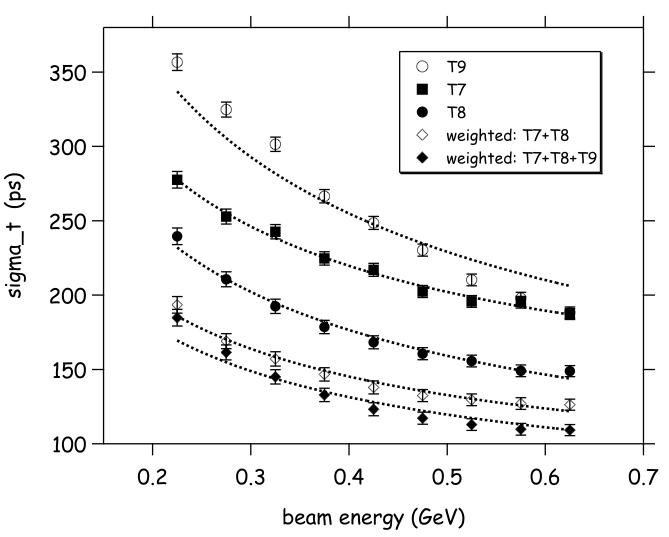 T9
T7
T8
weighted: T7+T8
weighted: T7+T8+T9
350
300
250
200
150
100
sigma_t (ps)
0.2 0.3 0.4 0.5 0.6 0.7
beam energy (GeV)